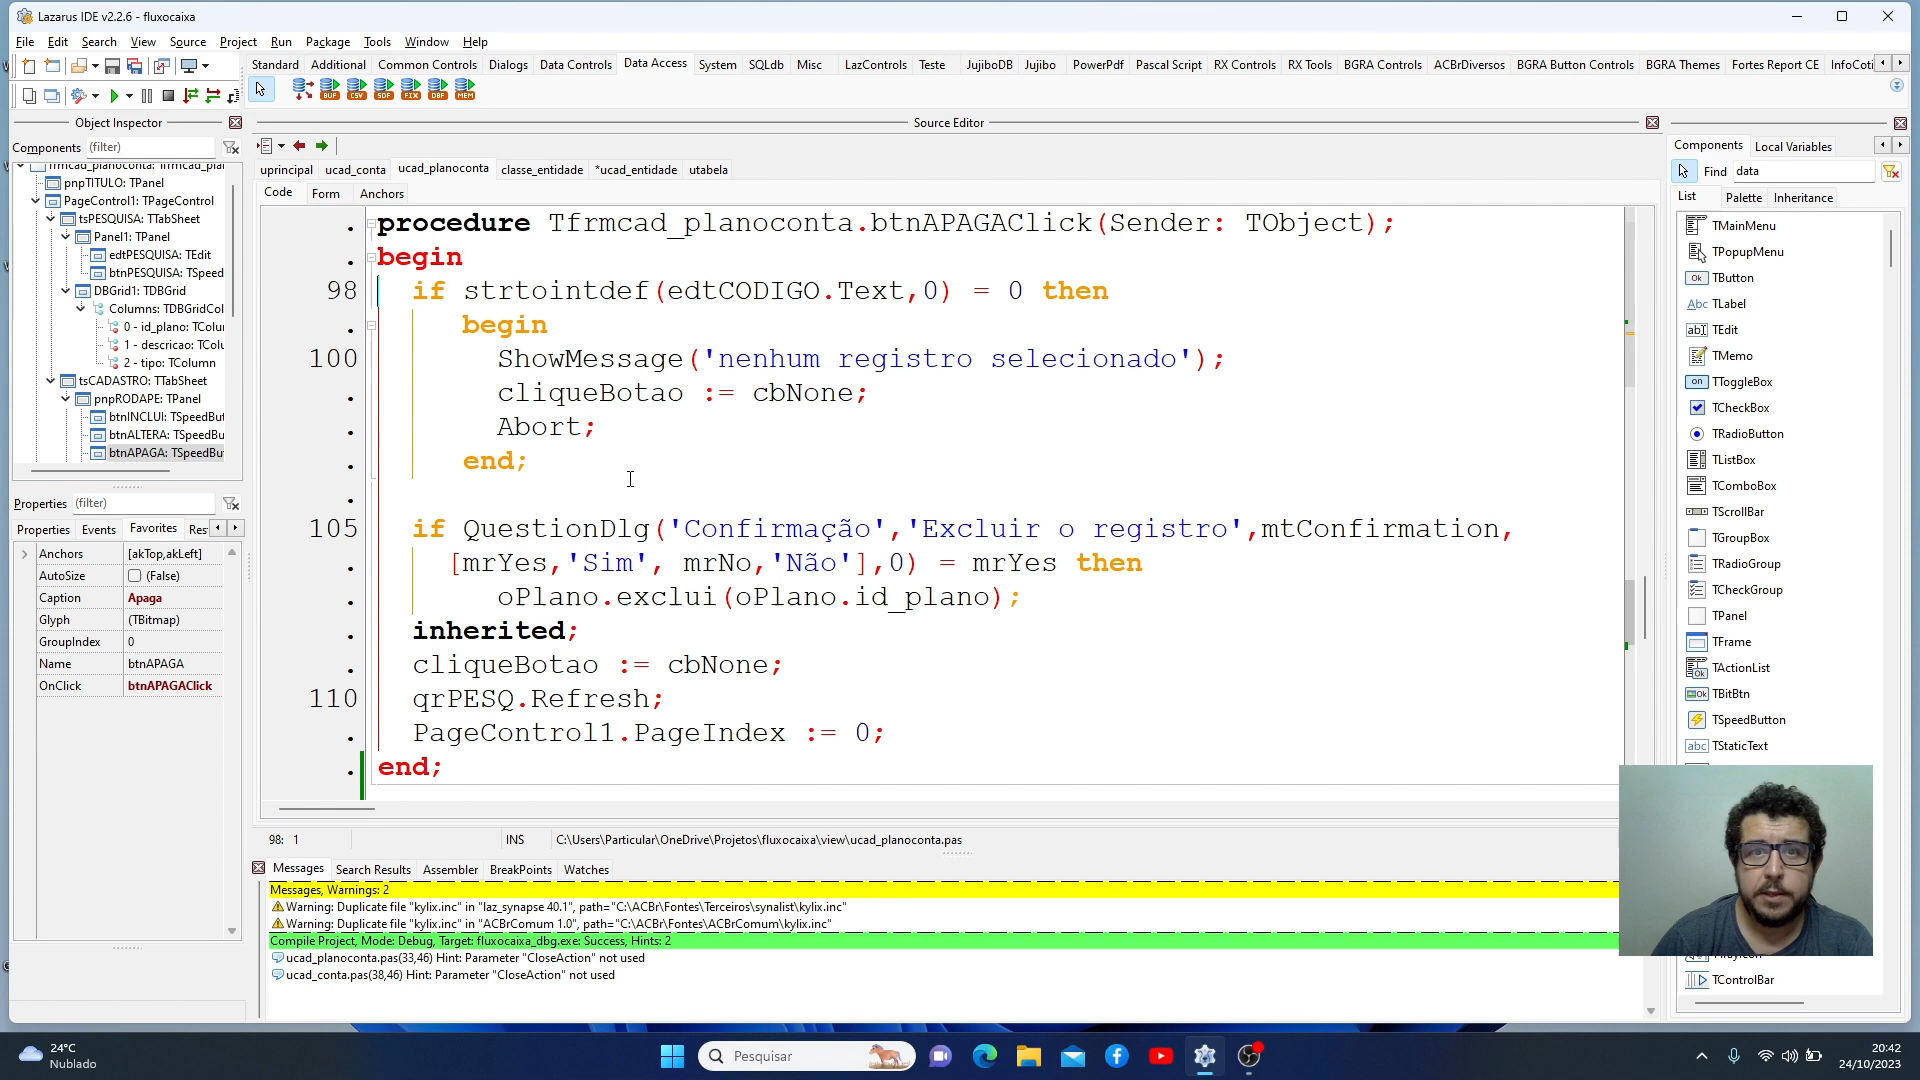 Lazarus IDE v2.2.6 - fluxocaixa
File Edit Search View Source Project Run Package Tools Window Help
Standard Additional Common Controls Dialogs Data Controls Data Access System SQLdb Misc LazControls Teste JujiboDB Jujibo PowerPdf Pascal Script RX Controls RX Tools BGRA Controls ACBrDiversos BGRA Button Controls BGRA Themes Fortes Report CE InfoCoti
BUF CSV SDF FIX DBF MEM
Object Inspector
Source Editor
Components (filter)
frmcad_planoconta: Tfrmcad_plan
pnpTITULO: TPanel
PageControl1: TPageControl
tsPESQUISA: TTabSheet
Panel1: TPanel
edtPESQUISA: TEdit
btnPESQUISA: TSpeed
DBGrid1: TDBGrid
Columns: TDBGridCol
0 - id_plano: TColu
1 - descricao: TColu
2 - tipo: TColumn
tsCADASTRO: TTabSheet
pnpRODAPE: TPanel
btnINCLUI: TSpeedBut
btnALTERA: TSpeedBu
btnAPAGA: TSpeedBu
Properties (filter)
Properties Events Favorites Res
Anchors [akTop,akLeft]
AutoSize (False)
Caption Apaga
Glyph (TBitmap)
GroupIndex 0
Name btnAPAGA
OnClick btnAPAGAClick
uprincipal ucad_conta ucad_planoconta classe_entidade *ucad_entidade utabela
Code Form Anchors
procedure Tfrmcad_planoconta.btnAPAGAClick(Sender: TObject);
begin
98 if strtointdef(edtCODIGO.Text,0) = 0 then
begin
100 ShowMessage('nenhum registro selecionado');
cliqueBotao := cbNone;
Abort;
end;
105 if QuestionDlg('Confirmação','Excluir o registro',mtConfirmation,
[mrYes,'Sim', mrNo,'Não'],0) = mrYes then
oPlano.exclui(oPlano.id_plano);
inherited;
cliqueBotao := cbNone;
110 qrPESQ.Refresh;
PageControl1.PageIndex := 0;
end;
98: 1 INS C:\Users\Particular\OneDrive\Projetos\fluxocaixa\view\ucad_planoconta.pas
Messages Search Results Assembler BreakPoints Watches
Messages, Warnings: 2
Warning: Duplicate file "kylix.inc" in "laz_synapse 40.1", path="C:\ACBr\Fontes\Terceiros\synalist\kylix.inc"
Warning: Duplicate file "kylix.inc" in "ACBrComum 1.0", path="C:\ACBr\Fontes\ACBrComum\kylix.inc"
Compile Project, Mode: Debug, Target: fluxocaixa_dbg.exe: Success, Hints: 2
ucad_planoconta.pas(33,46) Hint: Parameter "CloseAction" not used
ucad_conta.pas(38,46) Hint: Parameter "CloseAction" not used
Components Local Variables
Find data
List Palette Inheritance
TMainMenu
TPopupMenu
Ok TButton
Abc TLabel
abI TEdit
TMemo
on TToggleBox
TCheckBox
TRadioButton
TListBox
TComboBox
TScrollBar
TGroupBox
TRadioGroup
TCheckGroup
TPanel
TFrame
TActionList
Ok TBitBtn
TSpeedButton
abc TStaticText
TControlBar
24°C
Nublado
Pesquisar
20:42
24/10/2023